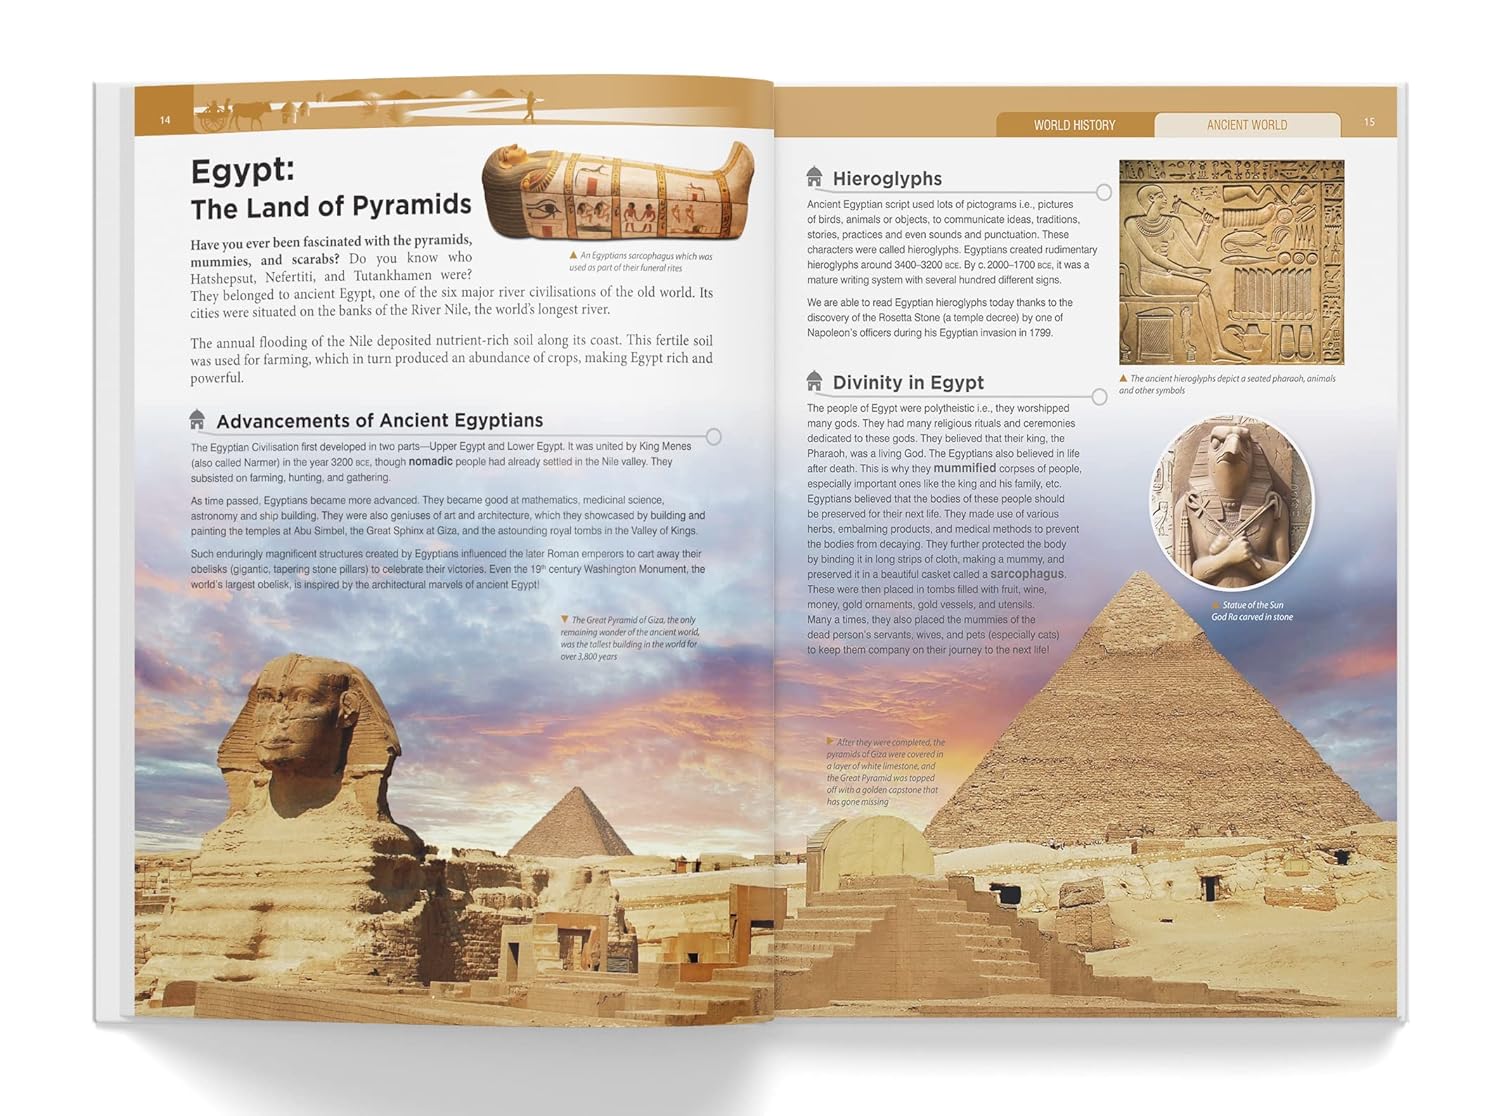 14
Egypt:
The Land of Pyramids
Have you ever been fascinated with the pyramids,
mummies, and scarabs? Do you know who
Hatshepsut, Nefertiti, and Tutankhamen were?
They belonged to ancient Egypt, one of the six major river civilisations of the old world. Its
cities were situated on the banks of the River Nile, the world's longest river.
The annual flooding of the Nile deposited nutrient-rich soil along its coast. This fertile soil
was used for farming, which in turn produced an abundance of crops, making Egypt rich and
powerful.
▲ An Egyptians sarcophagus which was
used as part of their funeral rites
Advancements of Ancient Egyptians
The Egyptian Civilisation first developed in two parts—Upper Egypt and Lower Egypt. It was united by King Menes
(also called Narmer) in the year 3200 BCE, though nomadic people had already settled in the Nile valley. They
subsisted on farming, hunting, and gathering.
As time passed, Egyptians became more advanced. They became good at mathematics, medicinal science,
astronomy and ship building. They were also geniuses of art and architecture, which they showcased by building and
painting the temples at Abu Simbel, the Great Sphinx at Giza, and the astounding royal tombs in the Valley of Kings.
Such enduringly magnificent structures created by Egyptians influenced the later Roman emperors to cart away their
obelisks (gigantic, tapering stone pillars) to celebrate their victories. Even the 19th century Washington Monument, the
world's largest obelisk, is inspired by the architectural marvels of ancient Egypt!
▼ The Great Pyramid of Giza, the only
remaining wonder of the ancient world,
was the tallest building in the world for
over 3,800 years
WORLD HISTORY
ANCIENT WORLD
15
Hieroglyphs
Ancient Egyptian script used lots of pictograms i.e., pictures
of birds, animals or objects, to communicate ideas, traditions,
stories, practices and even sounds and punctuation. These
characters were called hieroglyphs. Egyptians created rudimentary
hieroglyphs around 3400–3200 BCE. By c. 2000–1700 BCE, it was a
mature writing system with several hundred different signs.
We are able to read Egyptian hieroglyphs today thanks to the
discovery of the Rosetta Stone (a temple decree) by one of
Napoleon's officers during his Egyptian invasion in 1799.
▲ The ancient hieroglyphs depict a seated pharaoh, animals
and other symbols
Divinity in Egypt
The people of Egypt were polytheistic i.e., they worshipped
many gods. They had many religious rituals and ceremonies
dedicated to these gods. They believed that their king, the
Pharaoh, was a living God. The Egyptians also believed in life
after death. This is why they mummified corpses of people,
especially important ones like the king and his family, etc.
Egyptians believed that the bodies of these people should
be preserved for their next life. They made use of various
herbs, embalming products, and medical methods to prevent
the bodies from decaying. They further protected the body
by binding it in long strips of cloth, making a mummy, and
preserved it in a beautiful casket called a sarcophagus.
These were then placed in tombs filled with fruit, wine,
money, gold ornaments, gold vessels, and utensils.
Many a times, they also placed the mummies of the
dead person's servants, wives, and pets (especially cats)
to keep them company on their journey to the next life!
▲ Statue of the Sun
God Ra carved in stone
▶ After they were completed, the
pyramids of Giza were covered in
a layer of white limestone, and
the Great Pyramid was topped
off with a golden capstone that
has gone missing